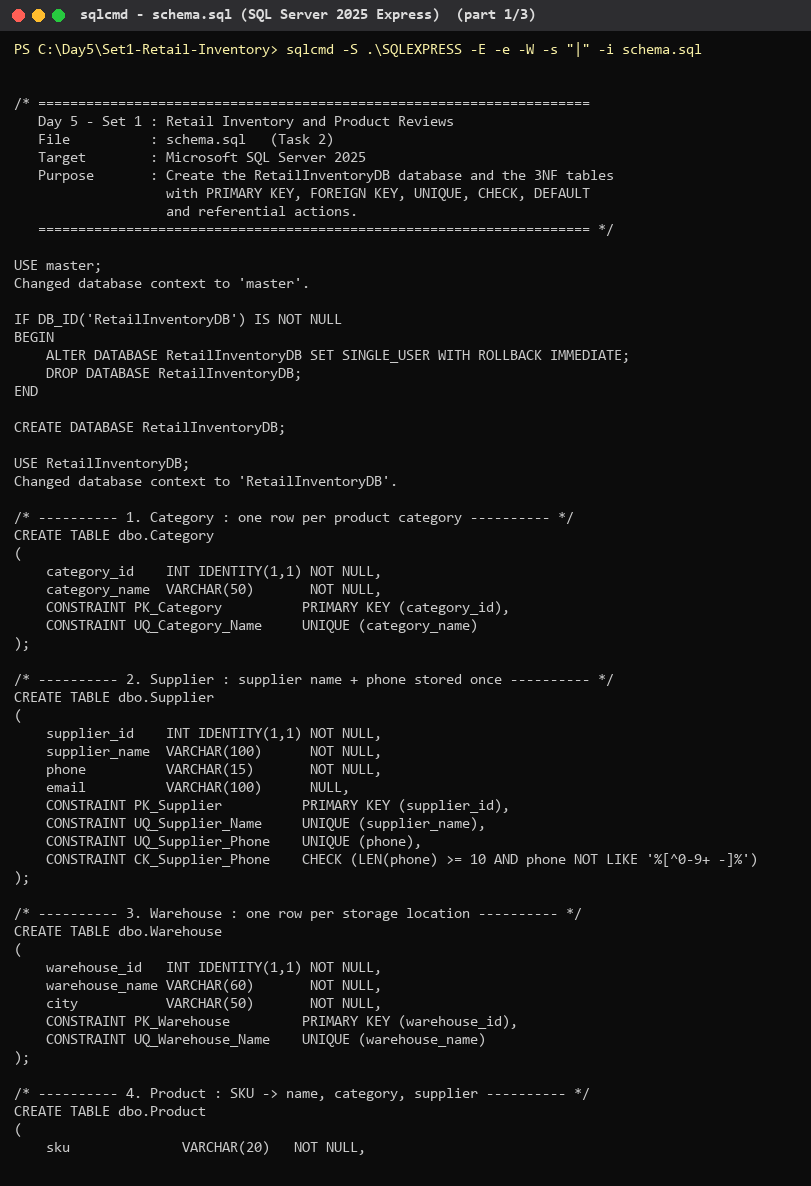 sqlcmd - schema.sql (SQL Server 2025 Express)  (part 1/3)
PS C:\Day5\Set1-Retail-Inventory> sqlcmd -S .\SQLEXPRESS -E -e -W -s "|" -i schema.sql
/* =====================================================================
   Day 5 - Set 1 : Retail Inventory and Product Reviews
   File          : schema.sql   (Task 2)
   Target        : Microsoft SQL Server 2025
   Purpose       : Create the RetailInventoryDB database and the 3NF tables
                   with PRIMARY KEY, FOREIGN KEY, UNIQUE, CHECK, DEFAULT
                   and referential actions.
   ===================================================================== */
USE master;
Changed database context to 'master'.
IF DB_ID('RetailInventoryDB') IS NOT NULL
BEGIN
    ALTER DATABASE RetailInventoryDB SET SINGLE_USER WITH ROLLBACK IMMEDIATE;
    DROP DATABASE RetailInventoryDB;
END
CREATE DATABASE RetailInventoryDB;
USE RetailInventoryDB;
Changed database context to 'RetailInventoryDB'.
/* ---------- 1. Category : one row per product category ---------- */
CREATE TABLE dbo.Category
(
    category_id    INT IDENTITY(1,1) NOT NULL,
    category_name  VARCHAR(50)       NOT NULL,
    CONSTRAINT PK_Category          PRIMARY KEY (category_id),
    CONSTRAINT UQ_Category_Name     UNIQUE (category_name)
);
/* ---------- 2. Supplier : supplier name + phone stored once ---------- */
CREATE TABLE dbo.Supplier
(
    supplier_id    INT IDENTITY(1,1) NOT NULL,
    supplier_name  VARCHAR(100)      NOT NULL,
    phone          VARCHAR(15)       NOT NULL,
    email          VARCHAR(100)      NULL,
    CONSTRAINT PK_Supplier          PRIMARY KEY (supplier_id),
    CONSTRAINT UQ_Supplier_Name     UNIQUE (supplier_name),
    CONSTRAINT UQ_Supplier_Phone    UNIQUE (phone),
    CONSTRAINT CK_Supplier_Phone    CHECK (LEN(phone) >= 10 AND phone NOT LIKE '%[^0-9+ -]%')
);
/* ---------- 3. Warehouse : one row per storage location ---------- */
CREATE TABLE dbo.Warehouse
(
    warehouse_id   INT IDENTITY(1,1) NOT NULL,
    warehouse_name VARCHAR(60)       NOT NULL,
    city           VARCHAR(50)       NOT NULL,
    CONSTRAINT PK_Warehouse         PRIMARY KEY (warehouse_id),
    CONSTRAINT UQ_Warehouse_Name    UNIQUE (warehouse_name)
);
/* ---------- 4. Product : SKU -> name, category, supplier ---------- */
CREATE TABLE dbo.Product
(
    sku              VARCHAR(20)   NOT NULL,